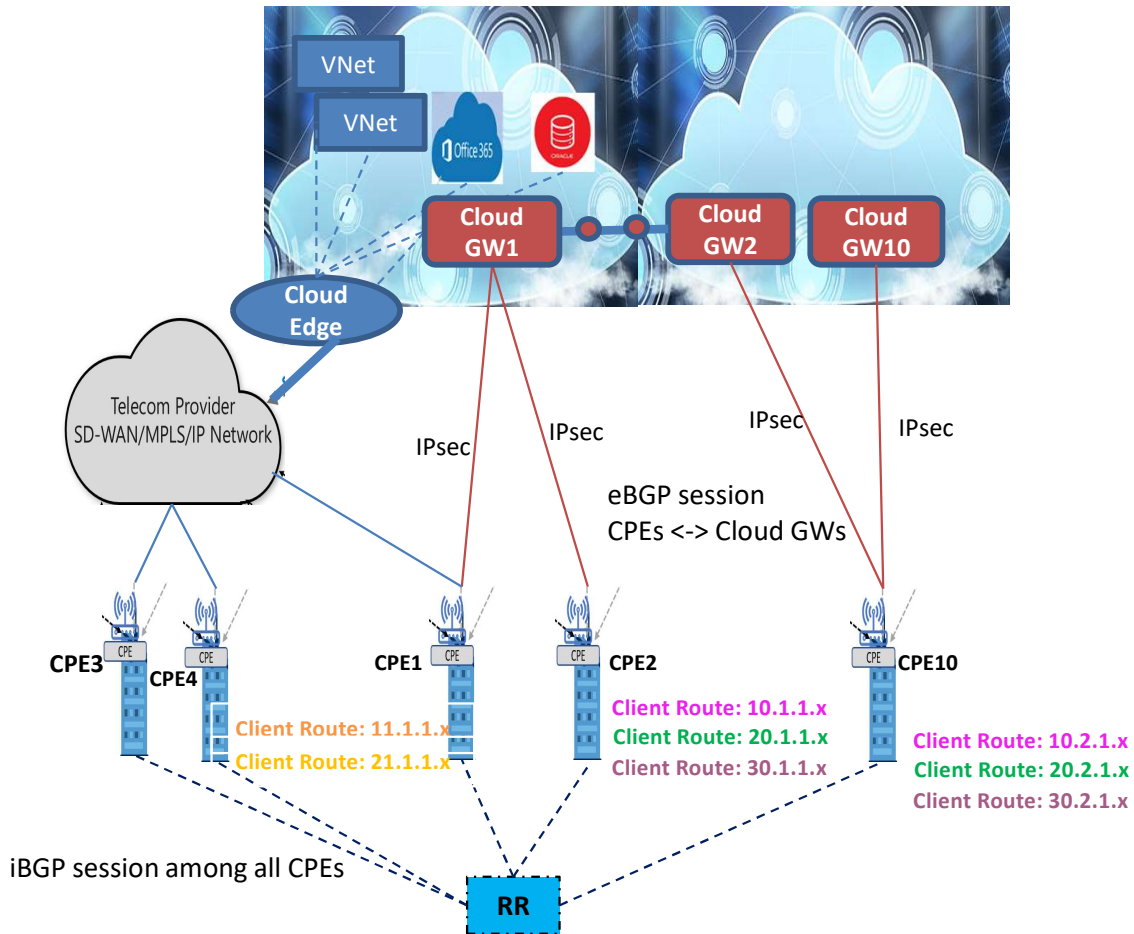 VNet
VNet
Office 365
ORACLE
Cloud
GW1
Cloud
GW2
Cloud
GW10
Cloud
Edge
Telecom Provider
SD-WAN/MPLS/IP Network
IPsec
IPsec
IPsec
IPsec
eBGP session
CPEs <-> Cloud GWs
CPE
CPE3
CPE
CPE4
CPE
CPE1
CPE
CPE2
CPE
CPE10
Client Route: 11.1.1.x
Client Route: 21.1.1.x
Client Route: 10.1.1.x
Client Route: 20.1.1.x
Client Route: 30.1.1.x
Client Route: 10.2.1.x
Client Route: 20.2.1.x
Client Route: 30.2.1.x
iBGP session among all CPEs
RR